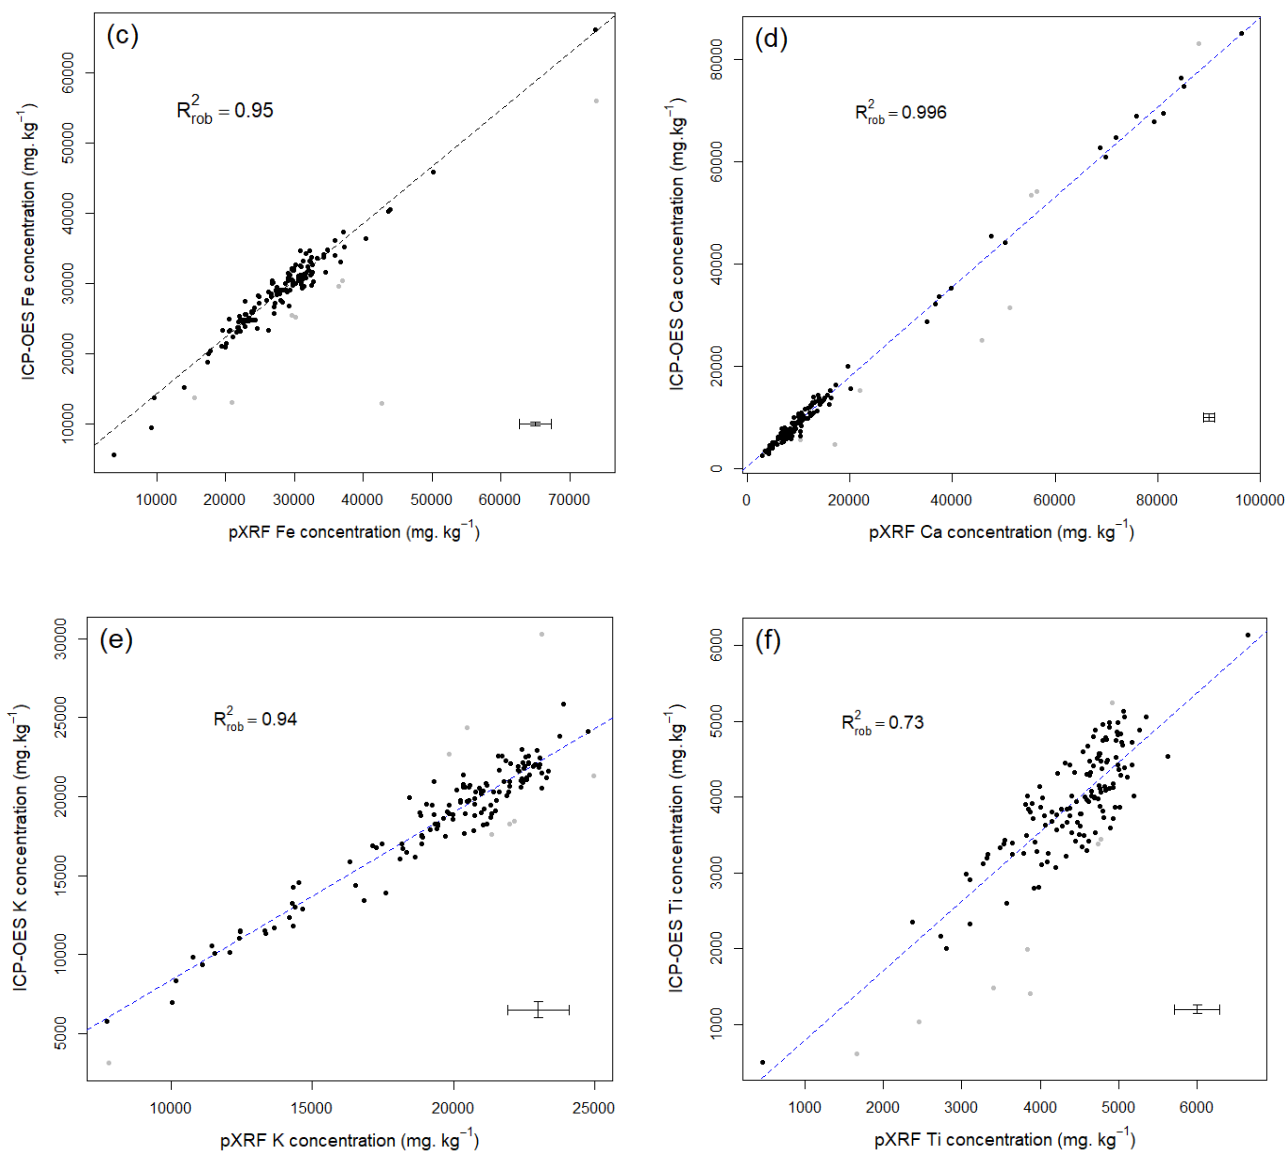 (c)
R²rob = 0.95
ICP-OES Fe concentration (mg.kg⁻¹)
10000 20000 30000 40000 50000 60000
10000 20000 30000 40000 50000 60000 70000
pXRF Fe concentration (mg. kg⁻¹)
(d)
R²rob = 0.996
ICP-OES Ca concentration (mg.kg⁻¹)
0 20000 40000 60000 80000
0 20000 40000 60000 80000 100000
pXRF Ca concentration (mg. kg⁻¹)
(e)
R²rob = 0.94
ICP-OES K concentration (mg.kg⁻¹)
5000 10000 15000 20000 25000 30000
10000 15000 20000 25000
pXRF K concentration (mg. kg⁻¹)
(f)
R²rob = 0.73
ICP-OES Ti concentration (mg.kg⁻¹)
1000 2000 3000 4000 5000 6000
1000 2000 3000 4000 5000 6000
pXRF Ti concentration (mg. kg⁻¹)